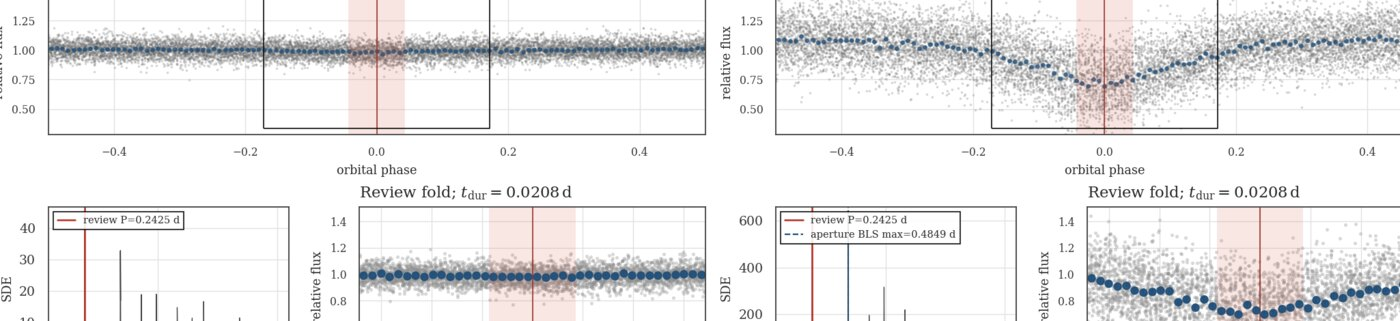 1.25
1.00
0.75
0.50
relative flux
−0.4
−0.2
0.0
0.2
0.4
orbital phase
1.25
1.00
0.75
0.50
relative flux
−0.4
−0.2
0.0
0.2
0.4
orbital phase
review P=0.2425 d
40
30
20
10
SDE
Review fold; t_dur = 0.0208 d
1.4
1.2
1.0
0.8
relative flux
review P=0.2425 d
aperture BLS max=0.4849 d
600
400
200
SDE
Review fold; t_dur = 0.0208 d
1.4
1.2
1.0
0.8
relative flux